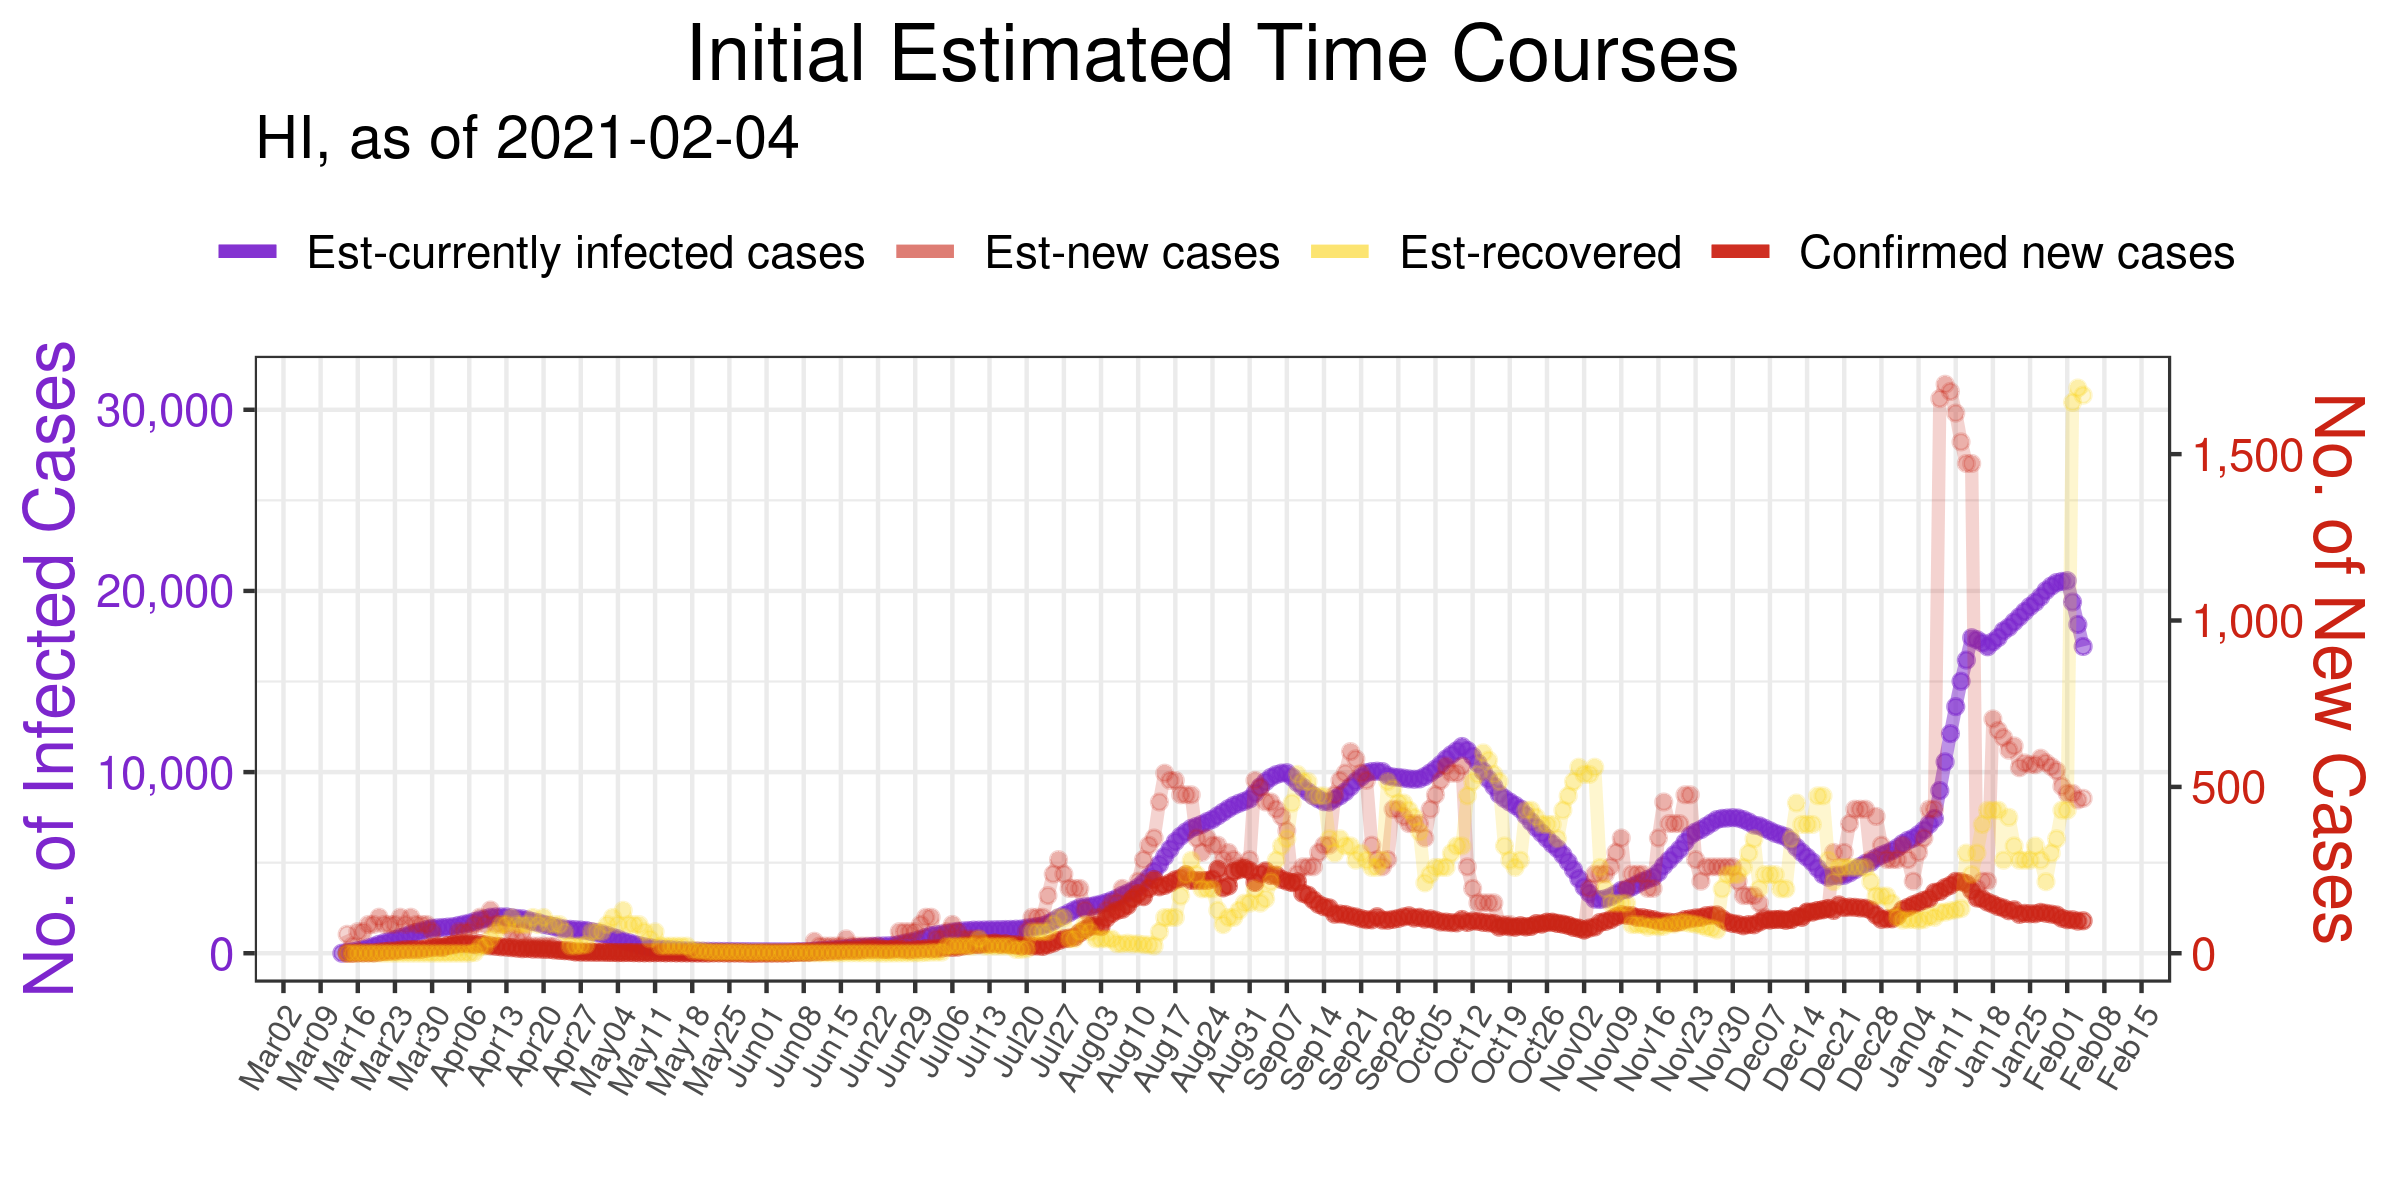 Initial Estimated Time Courses
HI, as of 2021-02-04
Est-currently infected cases
Est-new cases
Est-recovered
Confirmed new cases
No. of Infected Cases
30,000
20,000
10,000
0
1,500
1,000
500
0
No. of New Cases
Mar02
Mar09
Mar16
Mar23
Mar30
Apr06
Apr13
Apr20
Apr27
May04
May11
May18
May25
Jun01
Jun08
Jun15
Jun22
Jun29
Jul06
Jul13
Jul20
Jul27
Aug03
Aug10
Aug17
Aug24
Aug31
Sep07
Sep14
Sep21
Sep28
Oct05
Oct12
Oct19
Oct26
Nov02
Nov09
Nov16
Nov23
Nov30
Dec07
Dec14
Dec21
Dec28
Jan04
Jan11
Jan18
Jan25
Feb01
Feb08
Feb15